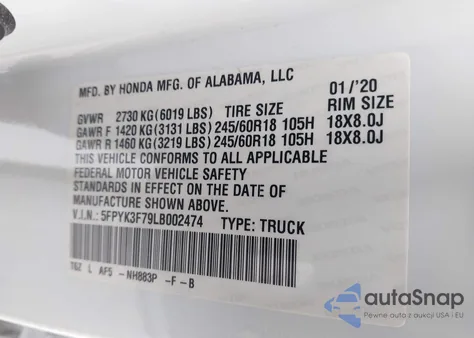 MFD. BY HONDA MFG. OF ALABAMA, LLC 01/'20
GVWR 2730 KG(6019 LBS) TIRE SIZE RIM SIZE
GAWR F 1420 KG(3131 LBS) 245/60R18 105H 18X8.0J
GAWR R 1460 KG(3219 LBS) 245/60R18 105H 18X8.0J
THIS VEHICLE CONFORMS TO ALL APPLICABLE
FEDERAL MOTOR VEHICLE SAFETY
STANDARDS IN EFFECT ON THE DATE OF
MANUFACTURE SHOWN ABOVE.
V.I.N.: 5FPYK3F79LB002474 TYPE: TRUCK
TGZ L AF5 -NH883P -F -B
autoSnap
Pewne auto z aukcji USA i EU